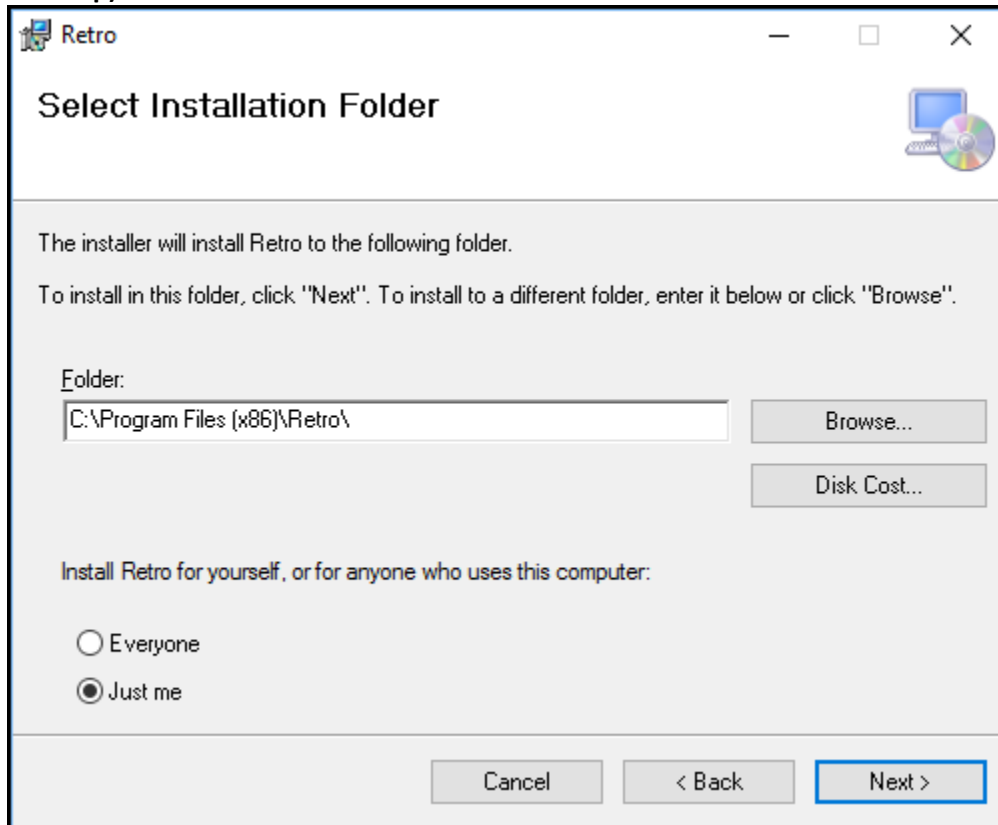 Retro
Select Installation Folder
The installer will install Retro to the following folder.
To install in this folder, click "Next". To install to a different folder, enter it below or click "Browse".
Folder:
C:\Program Files (x86)\Retro\
Browse...
Disk Cost...
Install Retro for yourself, or for anyone who uses this computer:
Everyone
Just me
Cancel
< Back
Next >